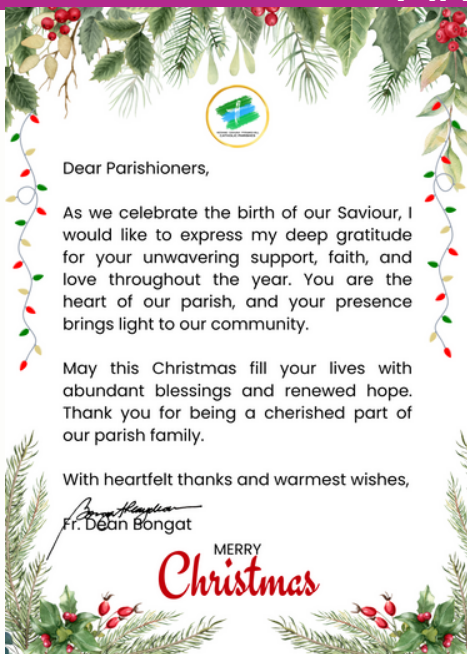 CATHOLIC PARISHES
Dear Parishioners,
As we celebrate the birth of our Saviour, I
would like to express my deep gratitude
for your unwavering support, faith, and
love throughout the year. You are the
heart of our parish, and your presence
brings light to our community.
May this Christmas fill your lives with
abundant blessings and renewed hope.
Thank you for being a cherished part of
our parish family.
With heartfelt thanks and warmest wishes,
Fr. Dean Bongat
MERRY
Christmas